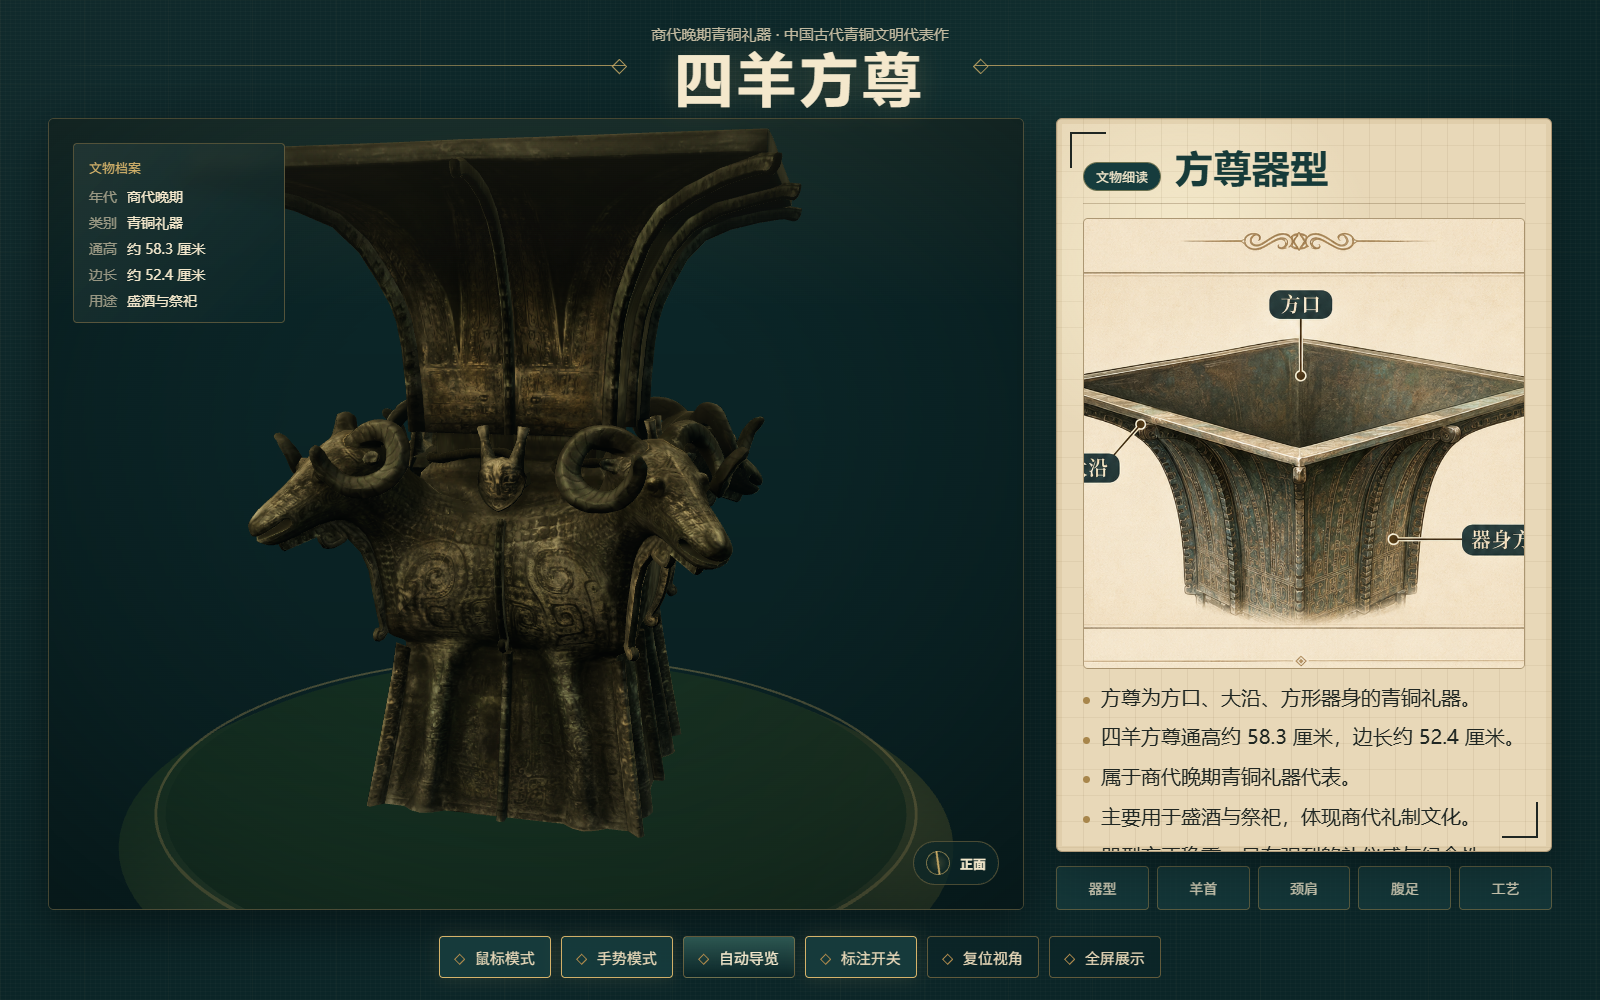 商代晚期青铜礼器 · 中国古代青铜文明代表作
四羊方尊
文物档案
年代 商代晚期
类别 青铜礼器
通高 约 58.3 厘米
边长 约 52.4 厘米
用途 盛酒与祭祀
正面
文物细读 方尊器型
方口
沿
器身方
方尊为方口、大沿、方形器身的青铜礼器。
四羊方尊通高约 58.3 厘米，边长约 52.4 厘米。
属于商代晚期青铜礼器代表。
主要用于盛酒与祭祀，体现商代礼制文化。
器型 羊首 颈肩 腹足 工艺
鼠标模式 手势模式 自动导览 标注开关 复位视角 全屏展示